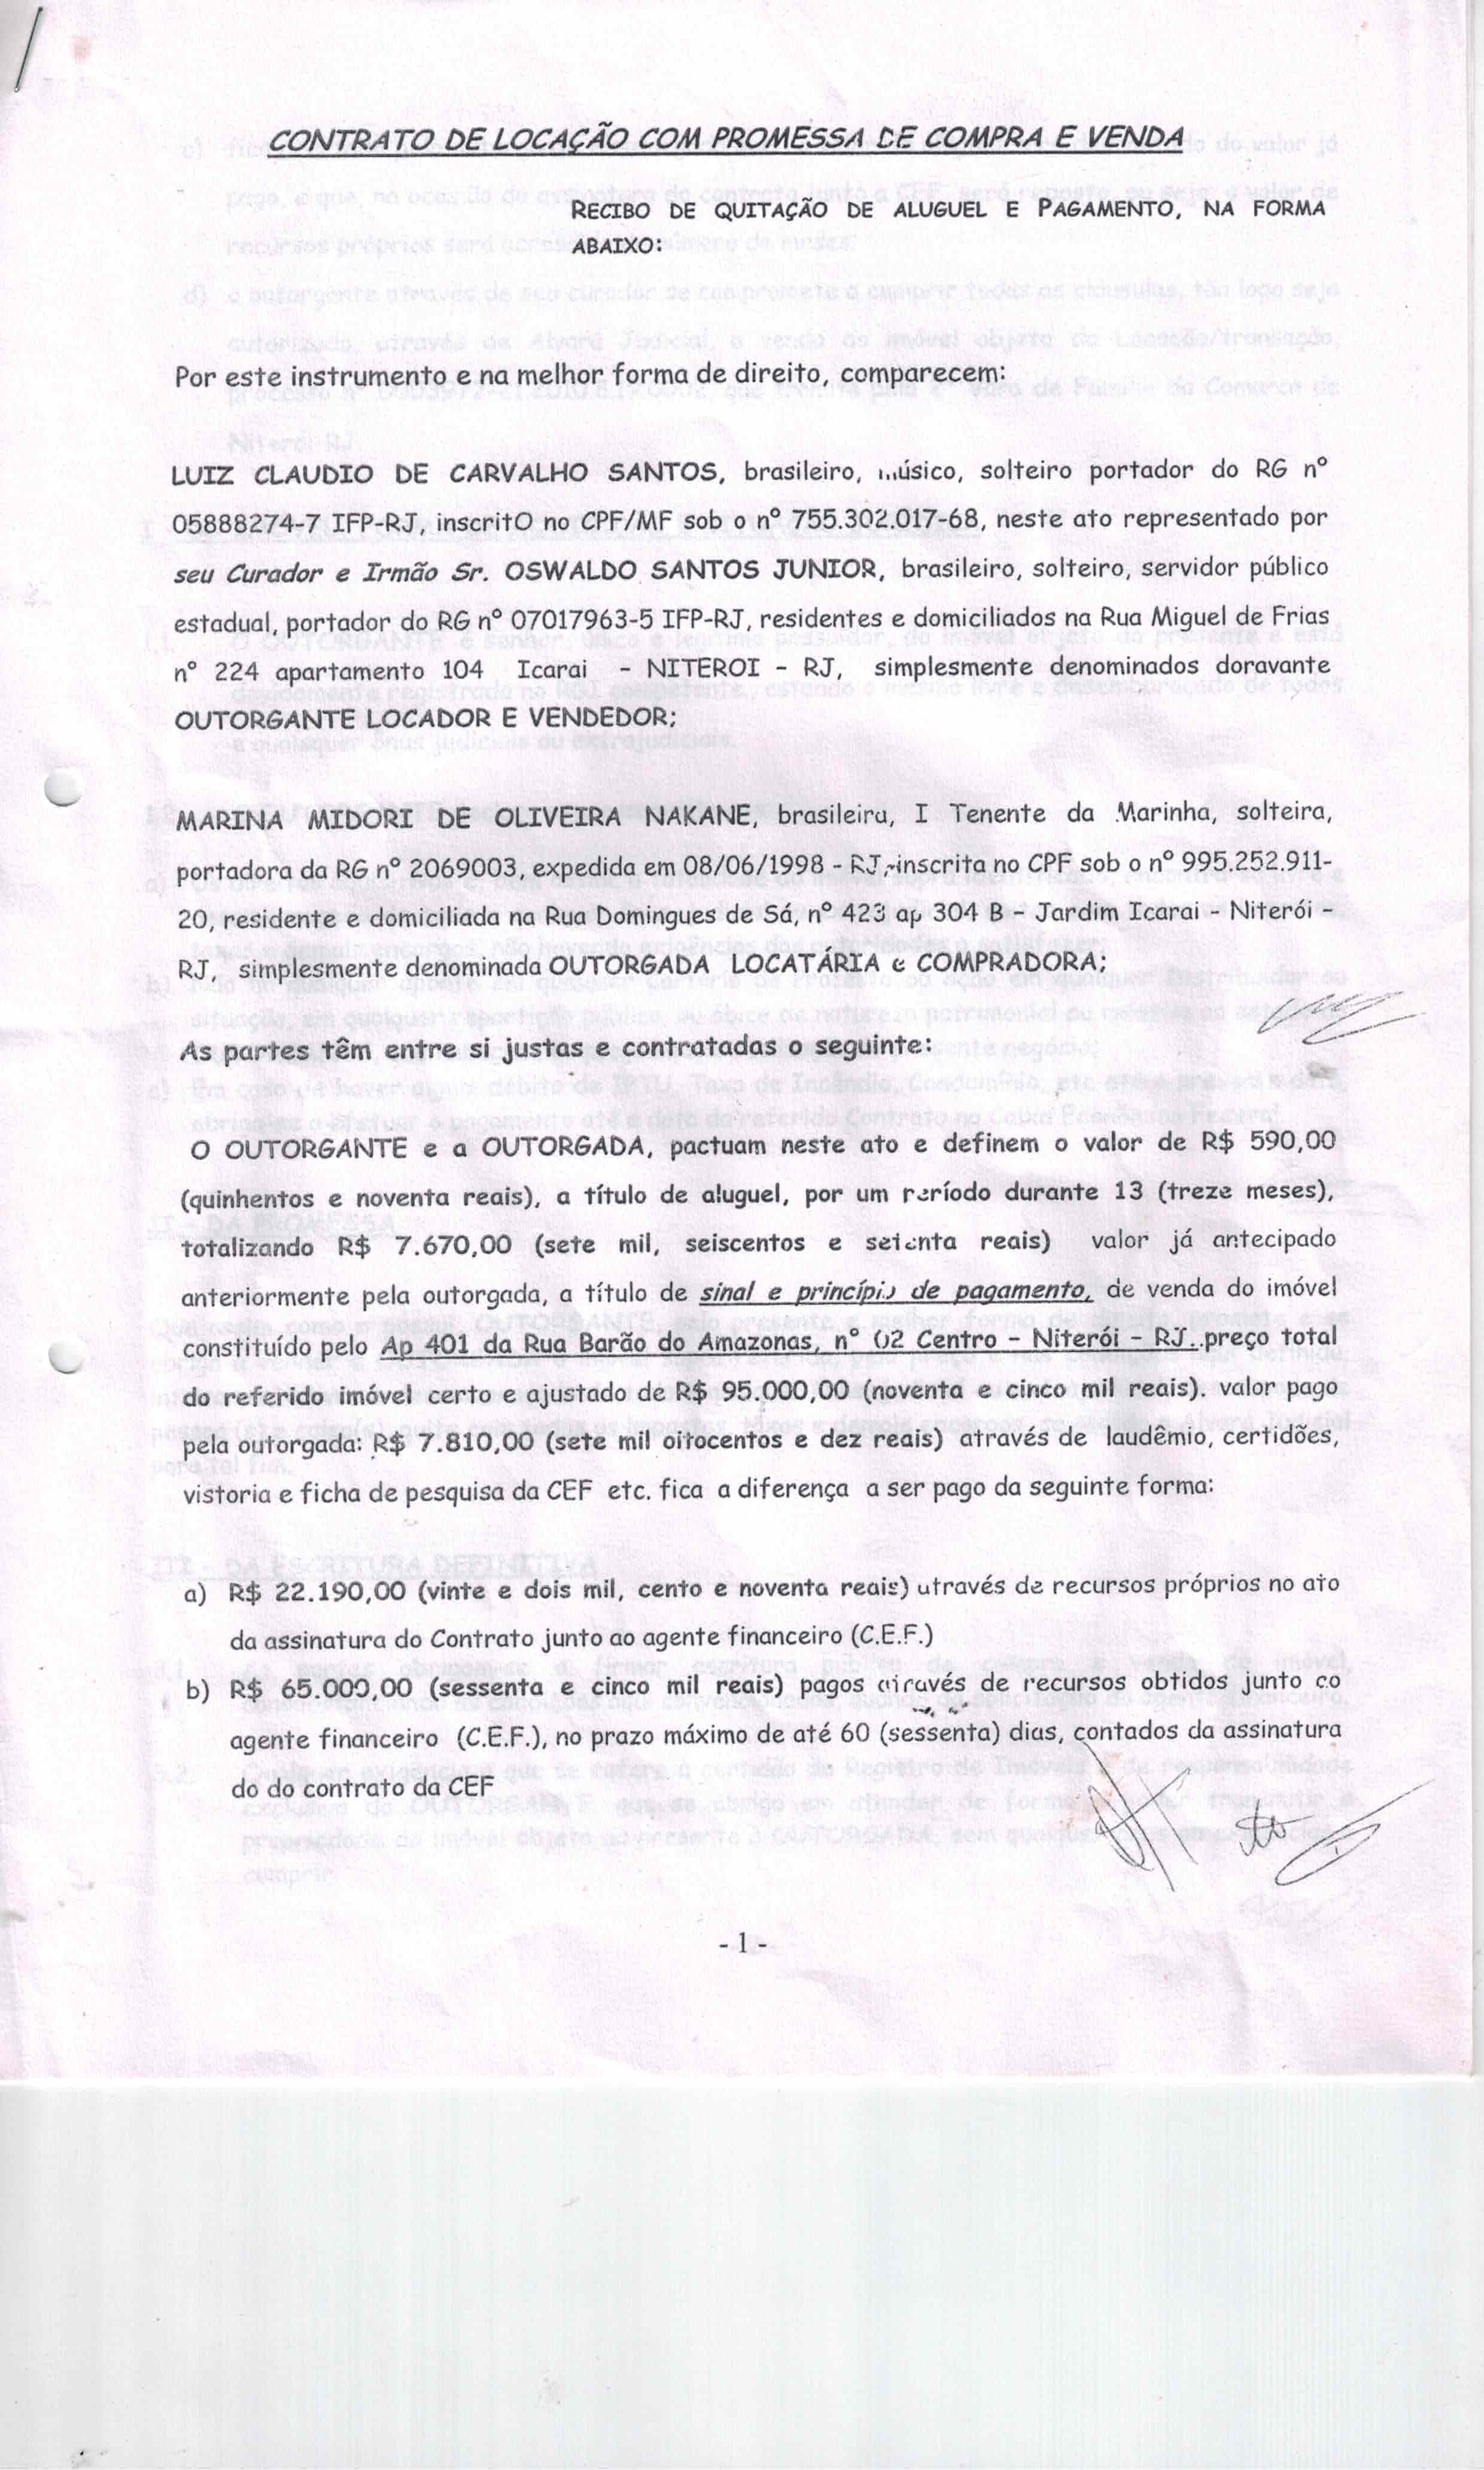 CONTRATO DE LOCAÇÃO COM PROMESSA DE COMPRA E VENDA
RECIBO DE QUITAÇÃO DE ALUGUEL E PAGAMENTO, NA FORMA
ABAIXO:
Por este instrumento e na melhor forma de direito, comparecem:
LUIZ CLAUDIO DE CARVALHO SANTOS, brasileiro, músico, solteiro portador do RG nº
05888274-7 IFP-RJ, inscritO no CPF/MF sob o nº 755.302.017-68, neste ato representado por
seu Curador e Irmão Sr. OSWALDO SANTOS JUNIOR, brasileiro, solteiro, servidor público
estadual, portador do RG nº 07017963-5 IFP-RJ, residentes e domiciliados na Rua Miguel de Frias
nº 224 apartamento 104 Icarai - NITEROI - RJ, simplesmente denominados doravante
OUTORGANTE LOCADOR E VENDEDOR;
MARINA MIDORI DE OLIVEIRA NAKANE, brasileira, I Tenente da Marinha, solteira,
portadora da RG nº 2069003, expedida em 08/06/1998 - RJ, inscrita no CPF sob o nº 995.252.911-
20, residente e domiciliada na Rua Domingues de Sá, nº 423 ap 304 B - Jardim Icarai - Niterói -
RJ, simplesmente denominada OUTORGADA LOCATÁRIA e COMPRADORA;
As partes têm entre si justas e contratadas o seguinte:
O OUTORGANTE e a OUTORGADA, pactuam neste ato e definem o valor de R$ 590,00
(quinhentos e noventa reais), a título de aluguel, por um período durante 13 (treze meses),
totalizando R$ 7.670,00 (sete mil, seiscentos e setenta reais) valor já antecipado
anteriormente pela outorgada, a título de sinal e princípio de pagamento, de venda do imóvel
constituído pelo Ap 401 da Rua Barão do Amazonas, nº 02 Centro - Niterói - RJ. preço total
do referido imóvel certo e ajustado de R$ 95.000,00 (noventa e cinco mil reais). valor pago
pela outorgada: R$ 7.810,00 (sete mil oitocentos e dez reais) através de laudêmio, certidões,
vistoria e ficha de pesquisa da CEF etc. fica a diferença a ser pago da seguinte forma:
a) R$ 22.190,00 (vinte e dois mil, cento e noventa reais) através de recursos próprios no ato
da assinatura do Contrato junto ao agente financeiro (C.E.F.)
b) R$ 65.000,00 (sessenta e cinco mil reais) pagos através de recursos obtidos junto co
agente financeiro (C.E.F.), no prazo máximo de até 60 (sessenta) dias, contados da assinatura
do do contrato da CEF
- 1 -